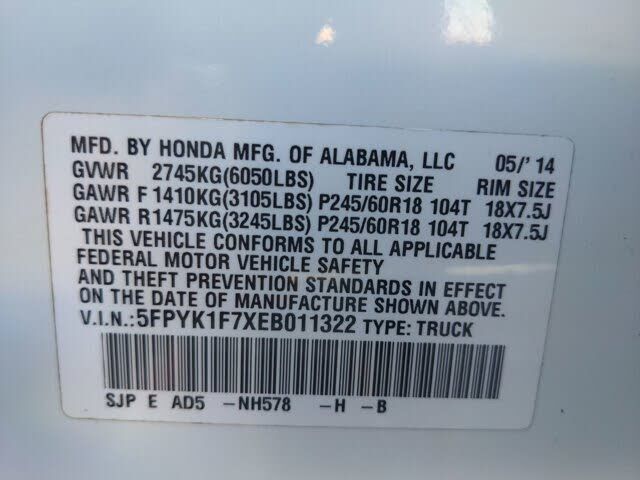 MFD. BY HONDA MFG. OF ALABAMA, LLC 05/'14
GVWR 2745KG(6050LBS) TIRE SIZE RIM SIZE
GAWR F 1410KG(3105LBS) P245/60R18 104T 18X7.5J
GAWR R1475KG(3245LBS) P245/60R18 104T 18X7.5J
THIS VEHICLE CONFORMS TO ALL APPLICABLE
FEDERAL MOTOR VEHICLE SAFETY
AND THEFT PREVENTION STANDARDS IN EFFECT
ON THE DATE OF MANUFACTURE SHOWN ABOVE.
V.I.N.:5FPYK1F7XEB011322 TYPE: TRUCK
SJP E AD5 -NH578 -H -B